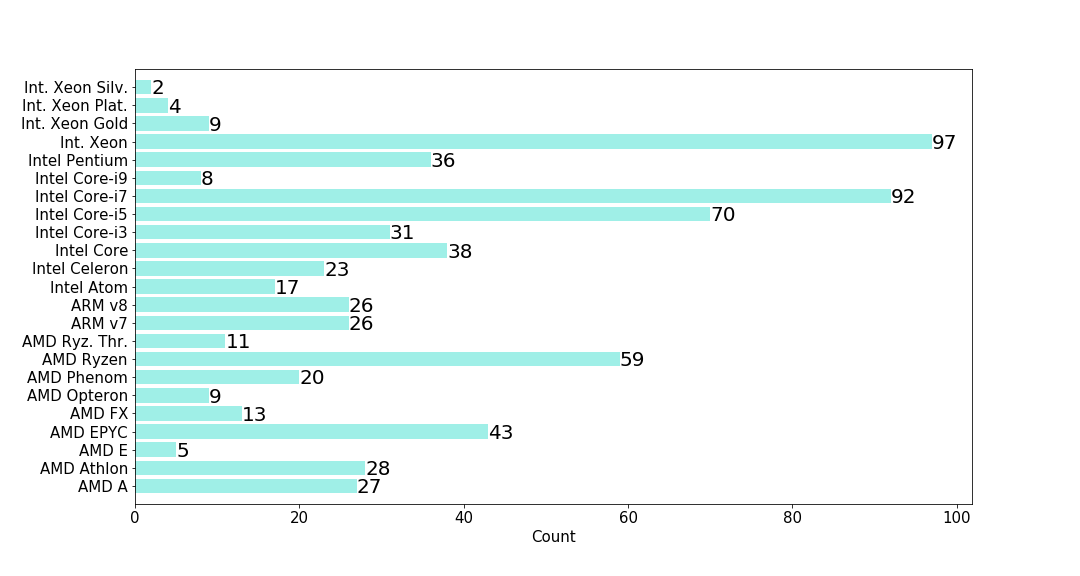 Int. Xeon Silv. 2
Int. Xeon Plat. 4
Int. Xeon Gold 9
Int. Xeon 97
Intel Pentium 36
Intel Core-i9 8
Intel Core-i7 92
Intel Core-i5 70
Intel Core-i3 31
Intel Core 38
Intel Celeron 23
Intel Atom 17
ARM v8 26
ARM v7 26
AMD Ryz. Thr. 11
AMD Ryzen 59
AMD Phenom 20
AMD Opteron 9
AMD FX 13
AMD EPYC 43
AMD E 5
AMD Athlon 28
AMD A 27
0 20 40 60 80 100
Count